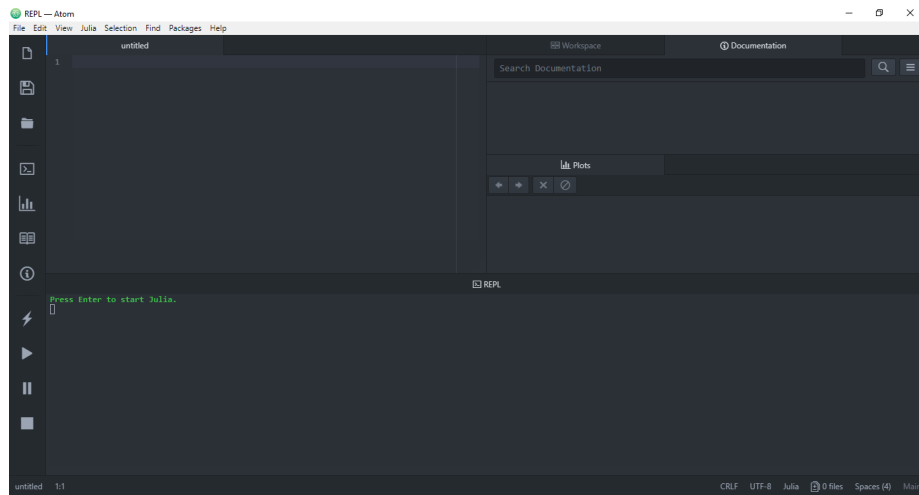 REPL — Atom
File Edit View Julia Selection Find Packages Help
untitled
Workspace
Documentation
1
Search Documentation
Plots
REPL
Press Enter to start Julia.
untitled 1:1
CRLF UTF-8 Julia 0 files Spaces (4) Main